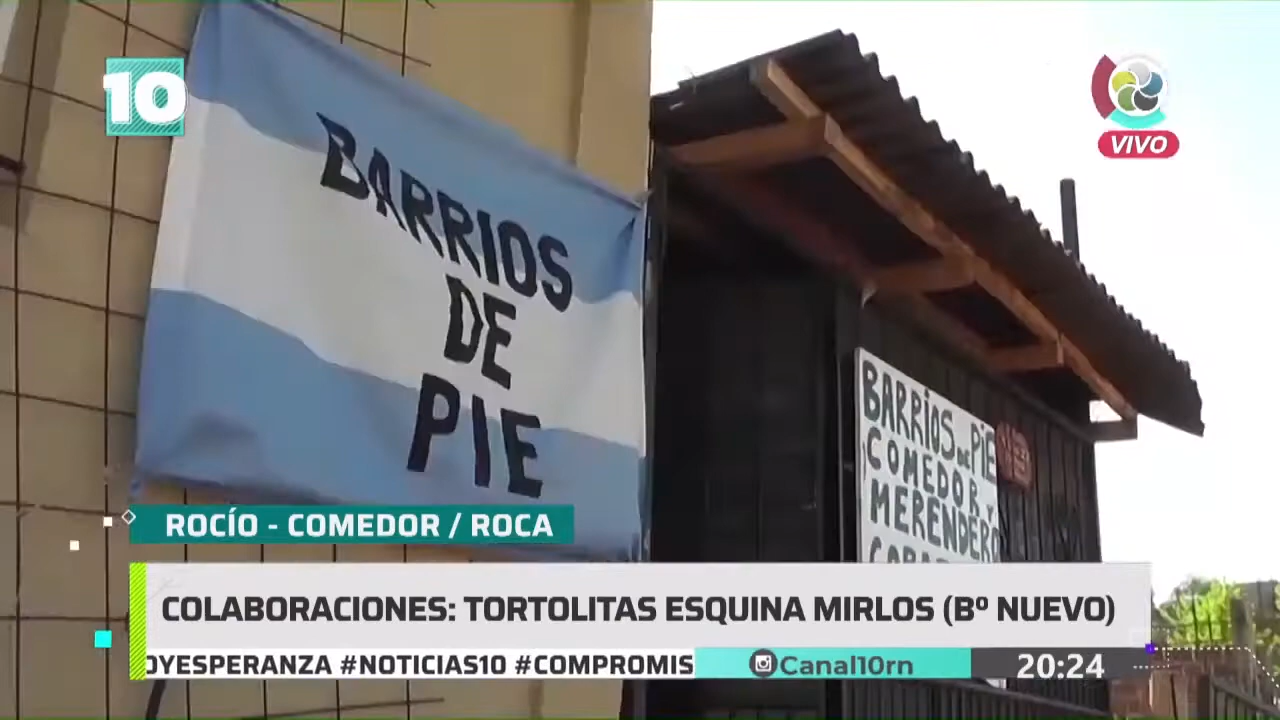 10
VIVO
BARRIOS
DE
PIE
BARRIOS DE PIE
COMEDOR Y
MERENDERO
ROCÍO - COMEDOR / ROCA
COLABORACIONES: TORTOLITAS ESQUINA MIRLOS (Bº NUEVO)
OYESPERANZA #NOTICIAS10 #COMPROMIS
Canal10rn
20:24